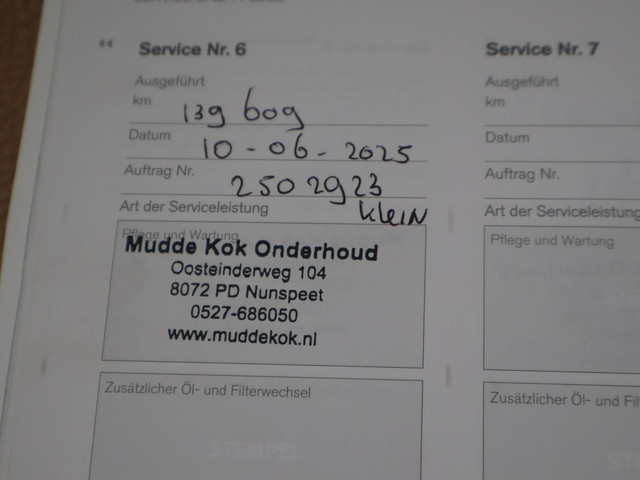 Service Nr. 6
Ausgeführt
km 139 609
Datum 10-06-2025
Auftrag Nr. 2502923
Art der Serviceleistung klein
Pflege und Wartung
Mudde Kok Onderhoud
Oosteinderweg 104
8072 PD Nunspeet
0527-686050
www.muddekok.nl
Zusätzlicher Öl- und Filterwechsel
STEMPEL
Service Nr. 7
Ausgeführt
km
Datum
Auftrag Nr.
Art der Serviceleistung
Pflege und Wartung
Zusätzlicher Öl- und Fil